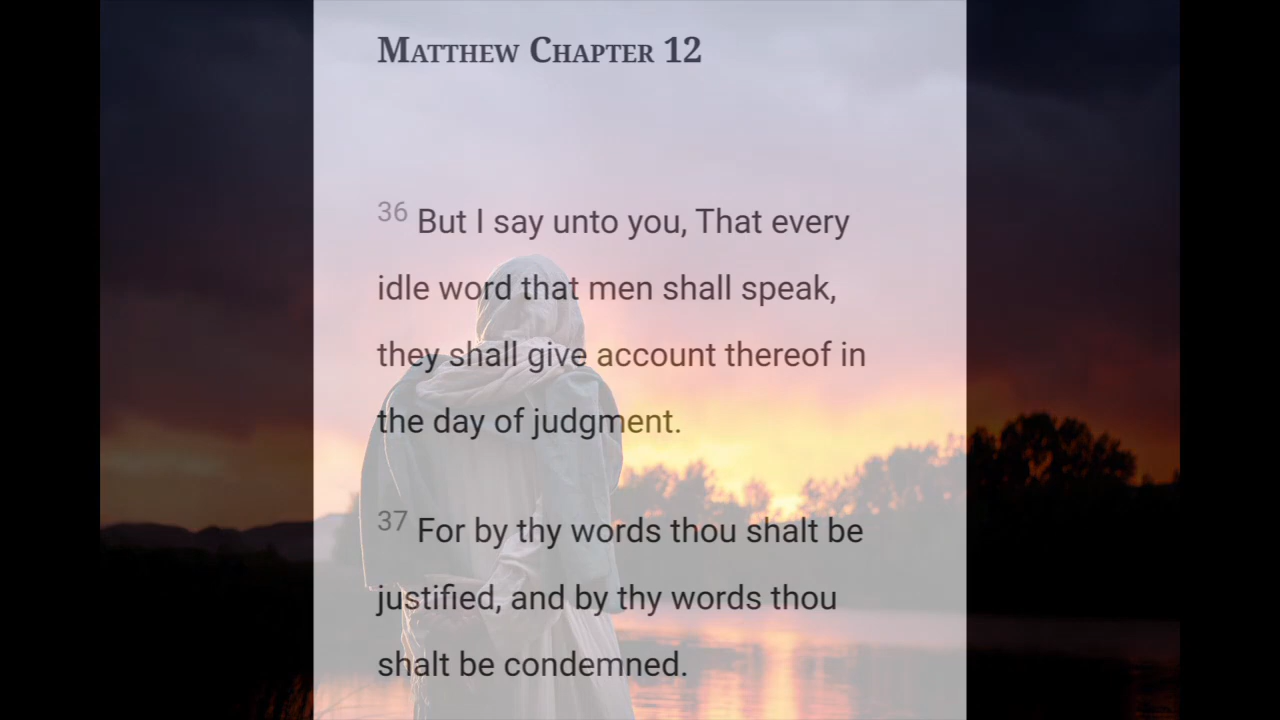 Matthew Chapter 12
36 But I say unto you, That every
idle word that men shall speak,
they shall give account thereof in
the day of judgment.
37 For by thy words thou shalt be
justified, and by thy words thou
shalt be condemned.